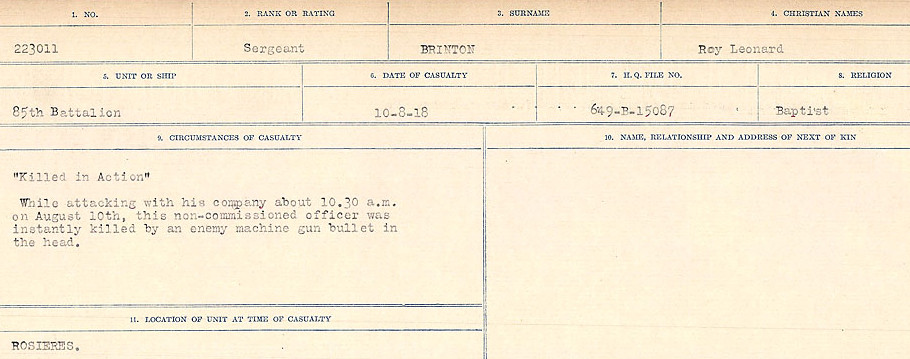 1. NO. 2. RANK OR RATING 3. SURNAME 4. CHRISTIAN NAMES
223011 Sergeant BRINTON Roy Leonard
5. UNIT OR SHIP 6. DATE OF CASUALTY 7. H.Q. FILE NO. 8. RELIGION
85th Battalion 10-8-18 649-B-15087 Baptist
9. CIRCUMSTANCES OF CASUALTY 10. NAME, RELATIONSHIP AND ADDRESS OF NEXT OF KIN
"Killed in Action"
While attacking with his company about 10.30 a.m.
on August 10th, this non-commissioned officer was
instantly killed by an enemy machine gun bullet in
the head.
11. LOCATION OF UNIT AT TIME OF CASUALTY
ROSIERES.